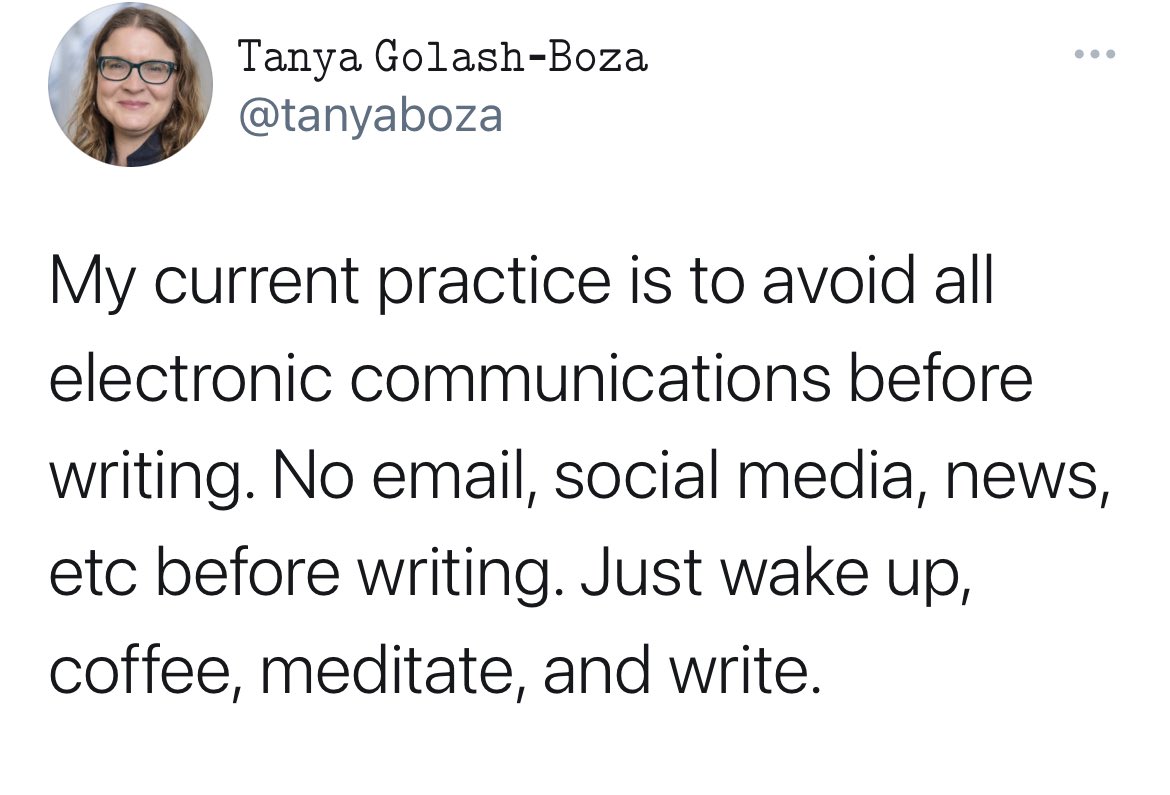 Tanya Golash-Boza
@tanyaboza
My current practice is to avoid all
electronic communications before
writing. No email, social media, news,
etc before writing. Just wake up,
coffee, meditate, and write.